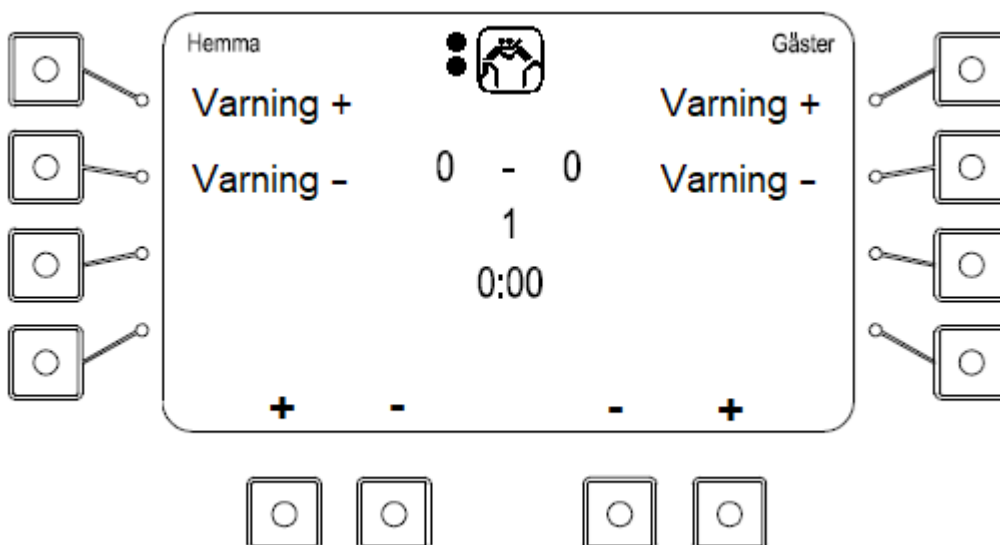 Hemma Gäster
Varning + Varning +
Varning - 0 - 0 Varning -
1
0:00
+ - - +